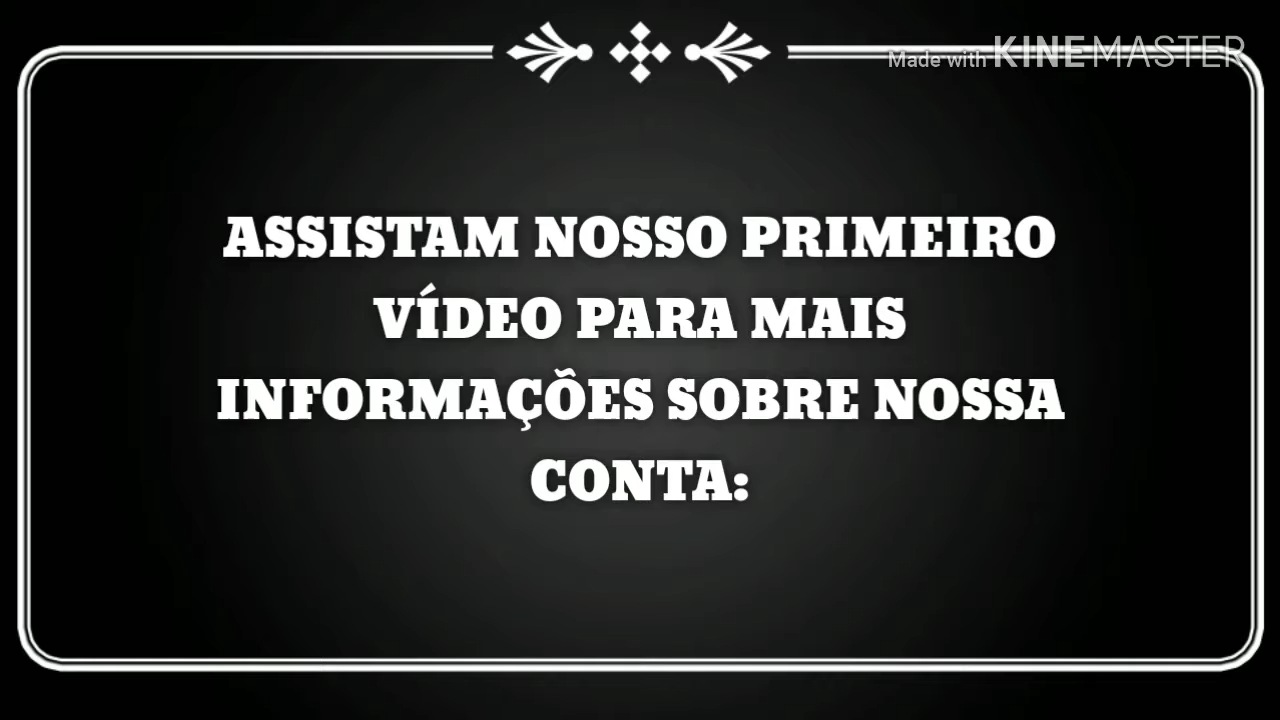 Made with KINEMASTER
ASSISTAM NOSSO PRIMEIRO
VÍDEO PARA MAIS
INFORMAÇÕES SOBRE NOSSA
CONTA: